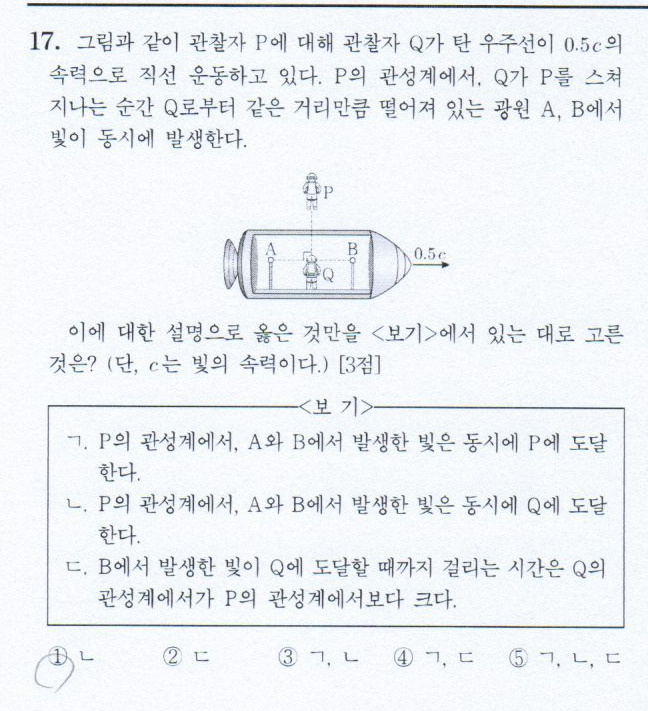 17. 그림과 같이 관찰자 P에 대해 관찰자 Q가 탄 우주선이 0.5c의
속력으로 직선 운동하고 있다. P의 관성계에서, Q가 P를 스쳐
지나는 순간 Q로부터 같은 거리만큼 떨어져 있는 광원 A, B에서
빛이 동시에 발생한다.
P
A
B
0.5c
Q
이에 대한 설명으로 옳은 것만을 <보기>에서 있는 대로 고른
것은? (단, c는 빛의 속력이다.) [3점]
<보 기>
ㄱ. P의 관성계에서, A와 B에서 발생한 빛은 동시에 P에 도달
한다.
ㄴ. P의 관성계에서, A와 B에서 발생한 빛은 동시에 Q에 도달
한다.
ㄷ. B에서 발생한 빛이 Q에 도달할 때까지 걸리는 시간은 Q의
관성계에서가 P의 관성계에서보다 크다.
① ㄴ ② ㄷ ③ ㄱ, ㄴ ④ ㄱ, ㄷ ⑤ ㄱ, ㄴ, ㄷ